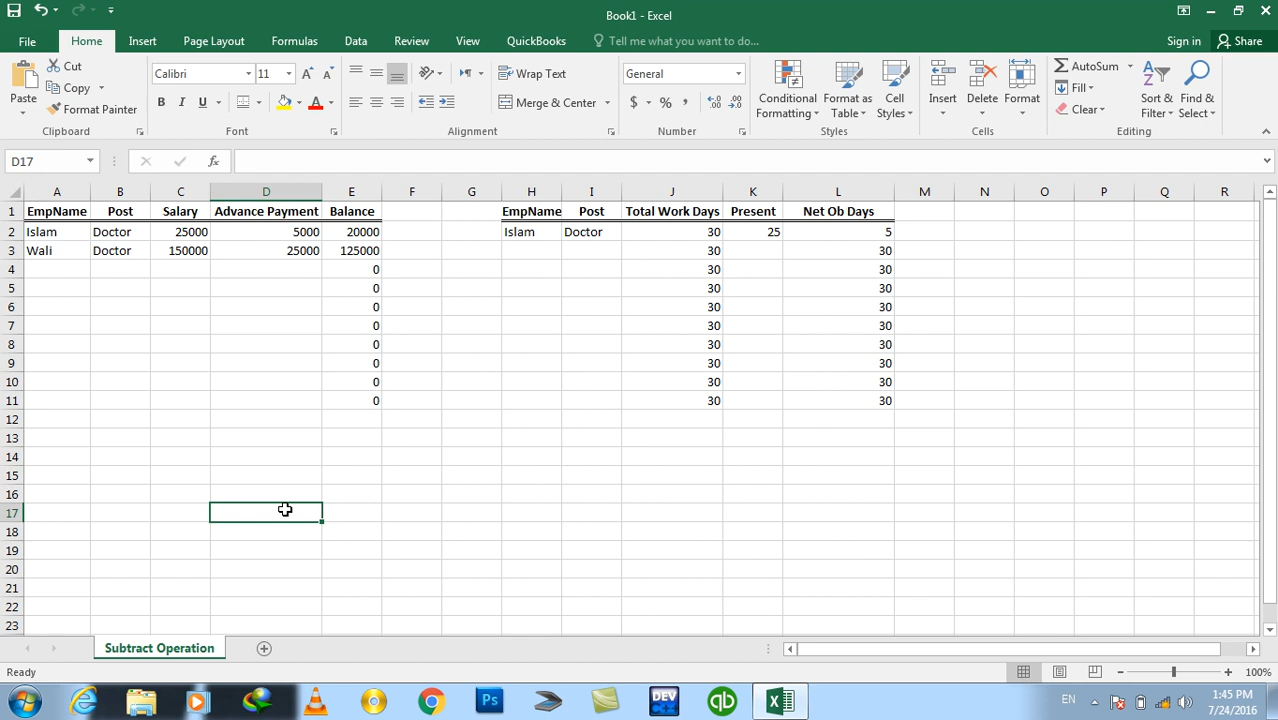 Book1 - Excel
File Home Insert Page Layout Formulas Data Review View QuickBooks Tell me what you want to do... Sign in Share
Paste Cut Copy Format Painter
Clipboard
Calibri 11
B I U A
Font
Wrap Text
Merge & Center
Alignment
General
$ % ,
Number
Conditional Formatting Format as Table Cell Styles
Styles
Insert Delete Format
Cells
AutoSum Fill Clear Sort & Filter Find & Select
Editing
D17 fx
A B C D E F G H I J K L M N O P Q R
1 EmpName Post Salary Advance Payment Balance EmpName Post Total Work Days Present Net Ob Days
2 Islam Doctor 25000 5000 20000 Islam Doctor 30 25 5
3 Wali Doctor 150000 25000 125000 30 30
4 0 30 30
5 0 30 30
6 0 30 30
7 0 30 30
8 0 30 30
9 0 30 30
10 0 30 30
11 0 30 30
12
13
14
15
16
17
18
19
20
21
22
23
Subtract Operation
Ready 100%
Ps DEV qb EN 1:45 PM
7/24/2016